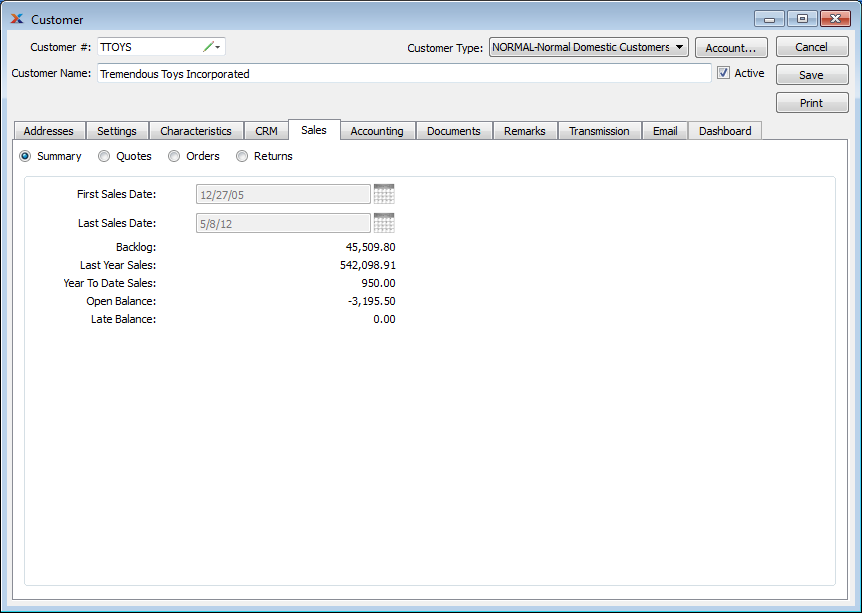 Customer
Customer #: TTOYS Customer Type: NORMAL-Normal Domestic Customers Account... Cancel
Customer Name: Tremendous Toys Incorporated Active Save
Print
Addresses Settings Characteristics CRM Sales Accounting Documents Remarks Transmission Email Dashboard
Summary Quotes Orders Returns
First Sales Date: 12/27/05
Last Sales Date: 5/8/12
Backlog: 45,509.80
Last Year Sales: 542,098.91
Year To Date Sales: 950.00
Open Balance: -3,195.50
Late Balance: 0.00